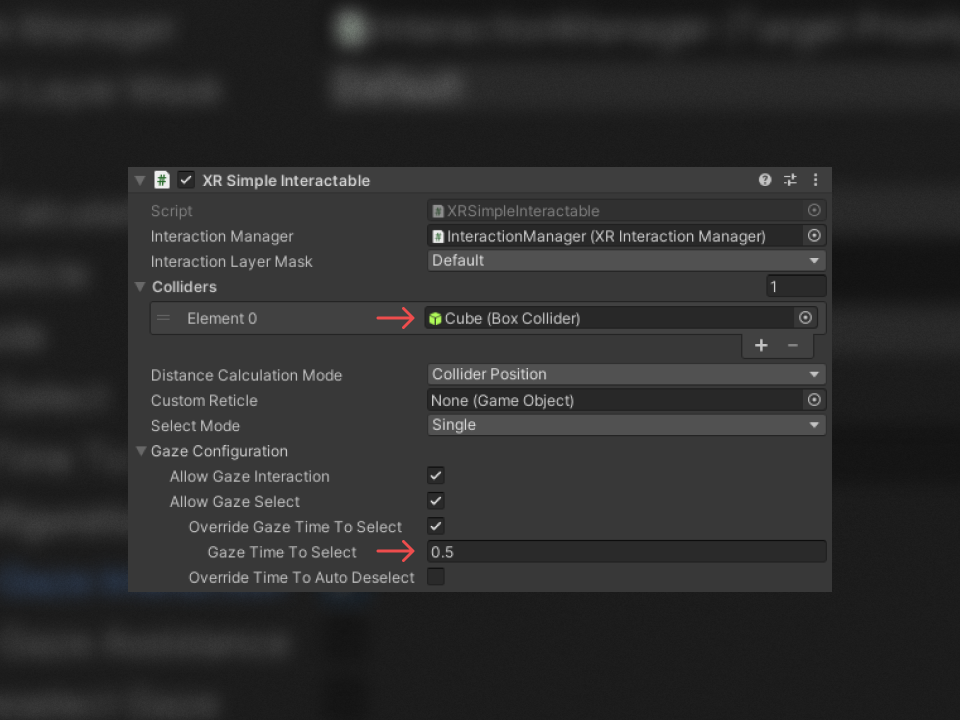 XR Simple Interactable
Script XRSimpleInteractable
Interaction Manager InteractionManager (XR Interaction Manager)
Interaction Layer Mask Default
Colliders 1
Element 0 Cube (Box Collider)
+ −
Distance Calculation Mode Collider Position
Custom Reticle None (Game Object)
Select Mode Single
Gaze Configuration
Allow Gaze Interaction
Allow Gaze Select
Override Gaze Time To Select
Gaze Time To Select 0.5
Override Time To Auto Deselect